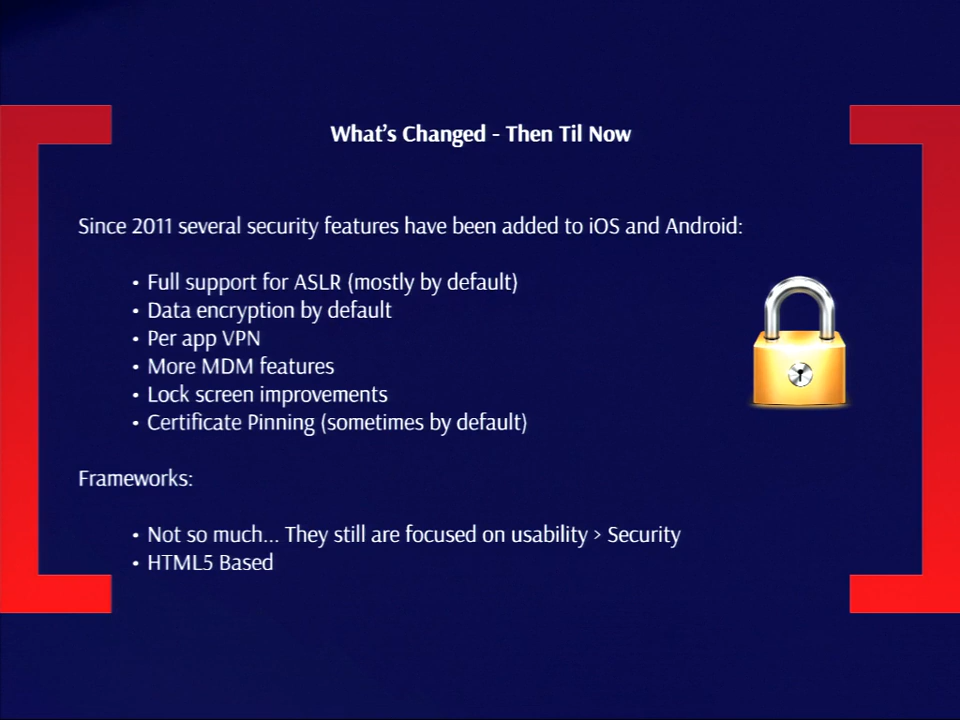 What's Changed - Then Til Now
Since 2011 several security features have been added to iOS and Android:
• Full support for ASLR (mostly by default)
• Data encryption by default
• Per app VPN
• More MDM features
• Lock screen improvements
• Certificate Pinning (sometimes by default)
Frameworks:
• Not so much... They still are focused on usability > Security
• HTML5 Based